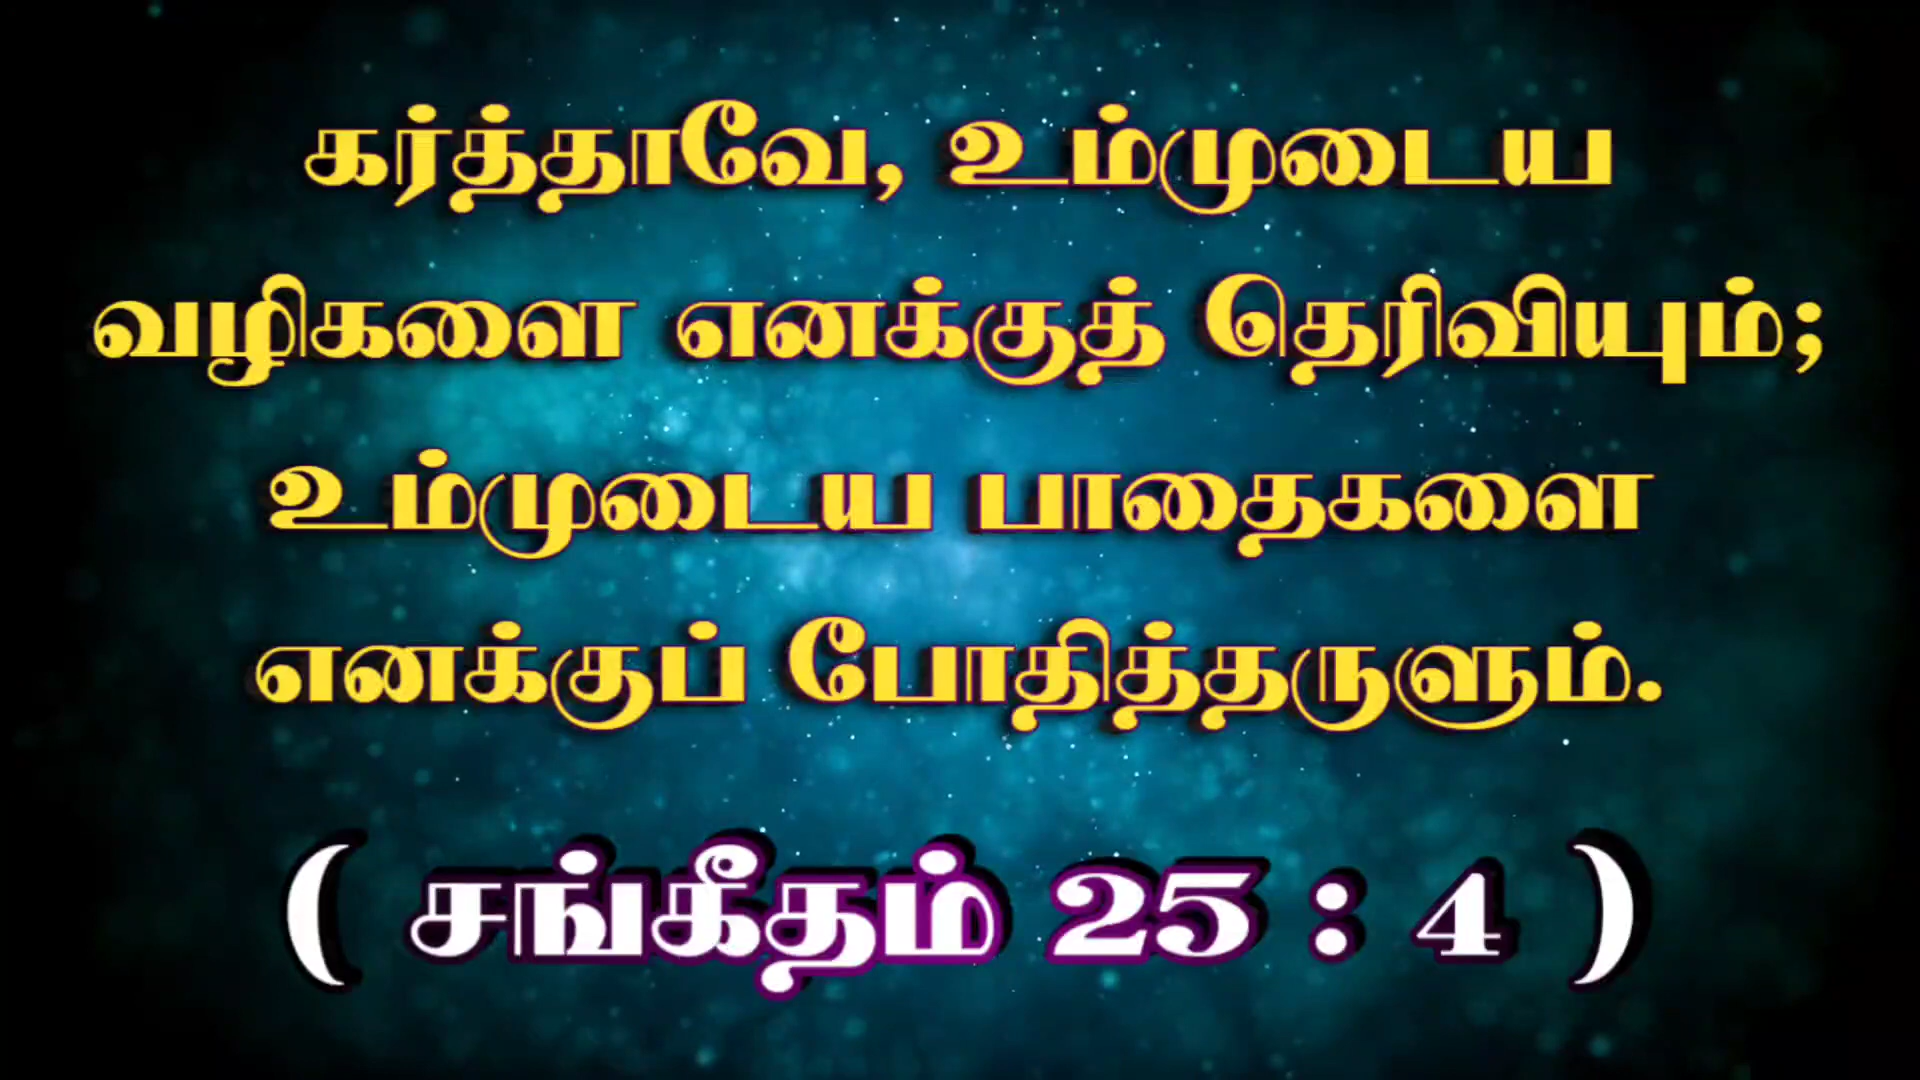 கர்த்தாவே, உம்முடைய
வழிகளை எனக்குத் தெரிவியும்;
உம்முடைய பாதைகளை
எனக்குப் போதித்தருளும்.
( சங்கீதம் 25 : 4 )